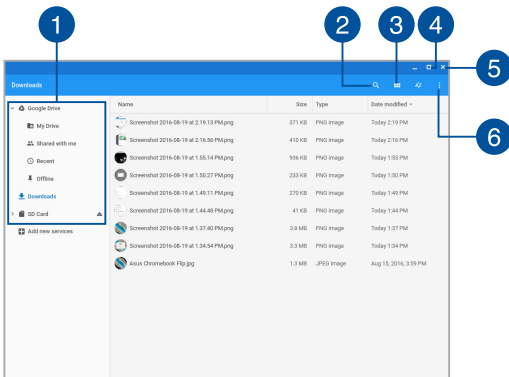 1
2
3
4
5
6
Downloads
Google Drive
My Drive
Shared with me
Recent
Offline
Downloads
SD Card
Add new services
Name Size Type Date modified
Screenshot 2016-08-19 at 2.19.13 PM.png 371 KB PNG image Today 2:19 PM
Screenshot 2016-08-19 at 2.16.56 PM.png 410 KB PNG image Today 2:16 PM
Screenshot 2016-08-19 at 1.55.14 PM.png 936 KB PNG image Today 1:55 PM
Screenshot 2016-08-19 at 1.50.27 PM.png 233 KB PNG image Today 1:50 PM
Screenshot 2016-08-19 at 1.49.11 PM.png 270 KB PNG image Today 1:49 PM
Screenshot 2016-08-19 at 1.44.48 PM.png 41 KB PNG image Today 1:44 PM
Screenshot 2016-08-19 at 1.37.40 PM.png 3.8 MB PNG image Today 1:37 PM
Screenshot 2016-08-19 at 1.34.54 PM.png 3.3 MB PNG image Today 1:34 PM
Asus Chromebook Flip.jpg 1.3 MB JPEG image Aug 15, 2016, 3:59 PM